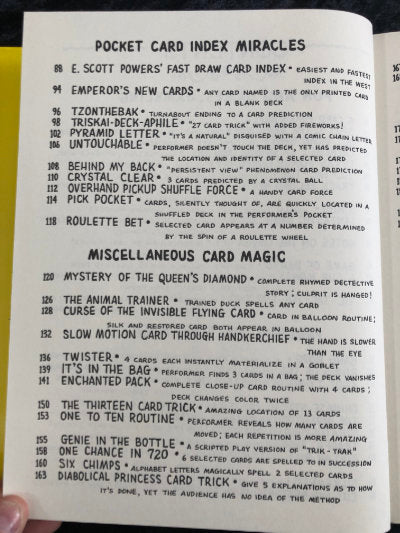 POCKET CARD INDEX MIRACLES
88 E. SCOTT POWERS' FAST DRAW CARD INDEX • EASIEST AND FASTEST
INDEX IN THE WEST
94 EMPEROR'S NEW CARDS • ANY CARD NAMED IS THE ONLY PRINTED CARD
IN A BLANK DECK
96 TZONTHEBAK • TURNABOUT ENDING TO A CARD PREDICTION
98 TRISKAI-DECK-APHILE • "27 CARD TRICK" WITH ADDED FIREWORKS!
102 PYRAMID LETTER • "IT'S A NATURAL" DISGUISED WITH A COMIC CHAIN LETTER
106 UNTOUCHABLE • PERFORMER DOESN'T TOUCH THE DECK, YET HAS PREDICTED
THE LOCATION AND IDENTITY OF A SELECTED CARD
108 BEHIND MY BACK • "PERSISTENT VIEW" PHENOMENON CARD PREDICTION
110 CRYSTAL CLEAR • 3 CARDS PREDICTED BY A CRYSTAL BALL
112 OVERHAND PICKUP SHUFFLE FORCE • A HANDY CARD FORCE
114 PICK POCKET • CARDS, SILENTLY THOUGHT OF, ARE QUICKLY LOCATED IN A
SHUFFLED DECK IN THE PERFORMER'S POCKET
118 ROULETTE BET • SELECTED CARD APPEARS AT A NUMBER DETERMINED
BY THE SPIN OF A ROULETTE WHEEL
MISCELLANEOUS CARD MAGIC
120 MYSTERY OF THE QUEEN'S DIAMOND • COMPLETE RHYMED DECTECTIVE
STORY; CULPRIT IS HANGED!
126 THE ANIMAL TRAINER • TRAINED DUCK SPELLS ANY CARD
128 CURSE OF THE INVISIBLE FLYING CARD • CARD IN BALLOON ROUTINE;
SILK AND RESTORED CARD BOTH APPEAR IN BALLOON
132 SLOW MOTION CARD THROUGH HANDKERCHIEF • THE HAND IS SLOWER
THAN THE EYE
136 TWISTER • 4 CARDS EACH INSTANTLY MATERIALIZE IN A GOBLET
139 IT'S IN THE BAG • PERFORMER FINDS 3 CARDS IN A BAG; THE DECK VANISHES
141 ENCHANTED PACK • COMPLETE CLOSE-UP CARD ROUTINE WITH 4 CARDS;
DECK CHANGES COLOR TWICE
150 THE THIRTEEN CARD TRICK • AMAZING LOCATION OF 13 CARDS
153 ONE TO TEN ROUTINE • PERFORMER REVEALS HOW MANY CARDS ARE
MOVED; EACH REPETITION IS MORE AMAZING
155 GENIE IN THE BOTTLE • A SCRIPTED PLAY VERSION OF "TRIK-TRAK"
158 ONE CHANCE IN 720 • 6 SELECTED CARDS ARE SPELLED TO IN SUCCESSION
160 SIX CHIMPS • ALPHABET LETTERS MAGICALLY SPELL 2 SELECTED CARDS
163 DIABOLICAL PRINCESS CARD TRICK • GIVE 5 EXPLANATIONS AS TO HOW
IT'S DONE, YET THE AUDIENCE HAS NO IDEA OF THE METHOD